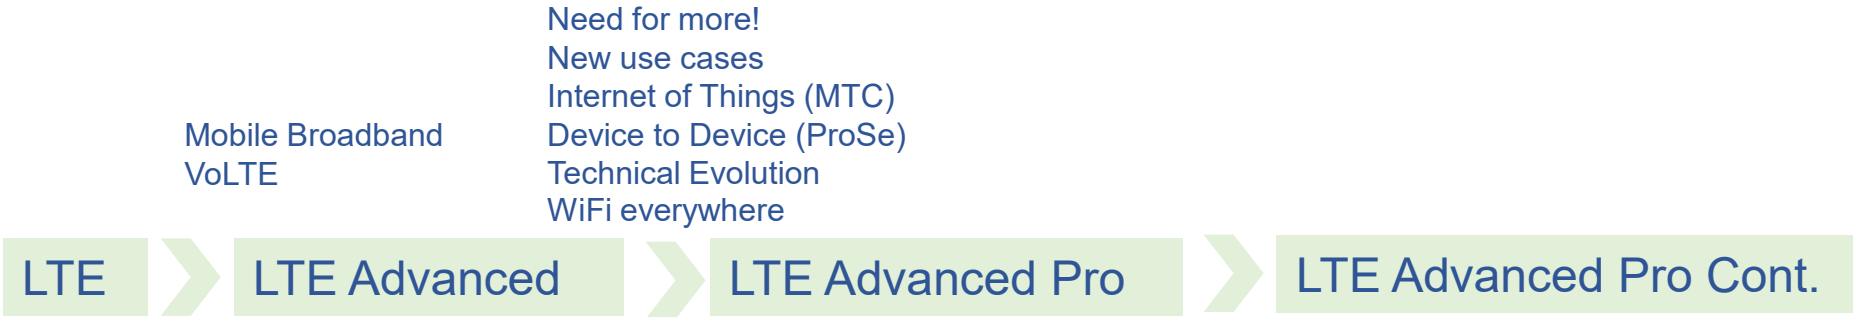 Need for more!
New use cases
Internet of Things (MTC)
Mobile Broadband
VoLTE
Device to Device (ProSe)
Technical Evolution
WiFi everywhere
LTE
LTE Advanced
LTE Advanced Pro
LTE Advanced Pro Cont.